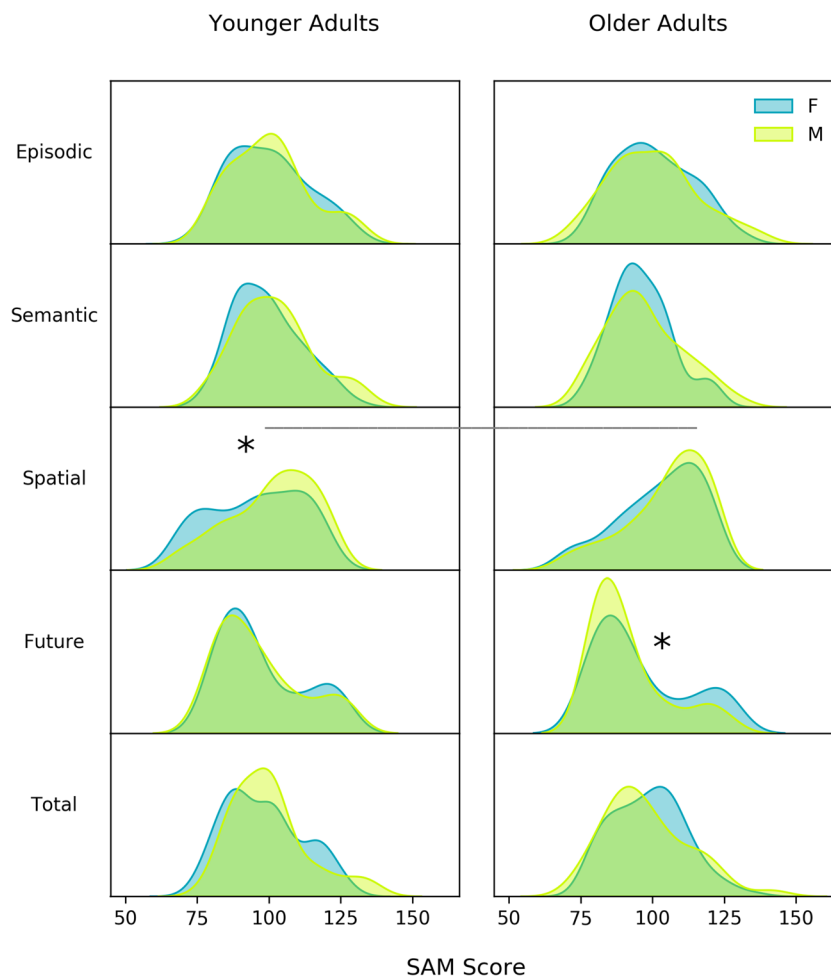 Younger Adults
Older Adults
F
M
Episodic
Semantic
*
Spatial
Future
*
Total
50 75 100 125 150
50 75 100 125 150
SAM Score